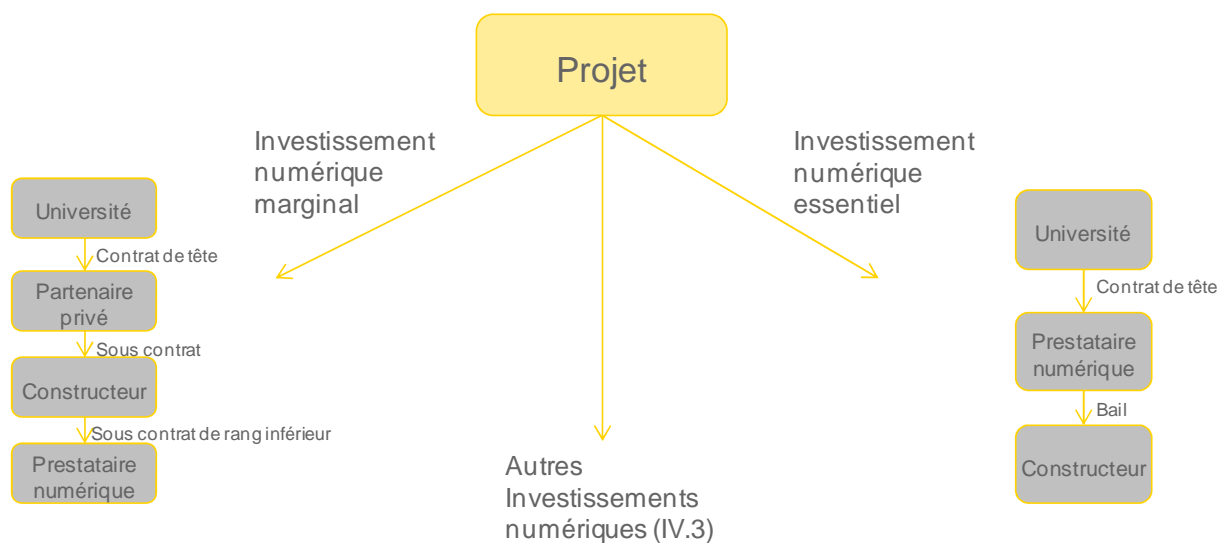 Projet
Investissement
numérique
marginal
Investissement
numérique
essentiel
Université
Contrat de tête
Partenaire
privé
Sous contrat
Constructeur
Sous contrat de rang inférieur
Prestataire
numérique
Autres
Investissements
numériques (IV.3)
Université
Contrat de tête
Prestataire
numérique
Bail
Constructeur